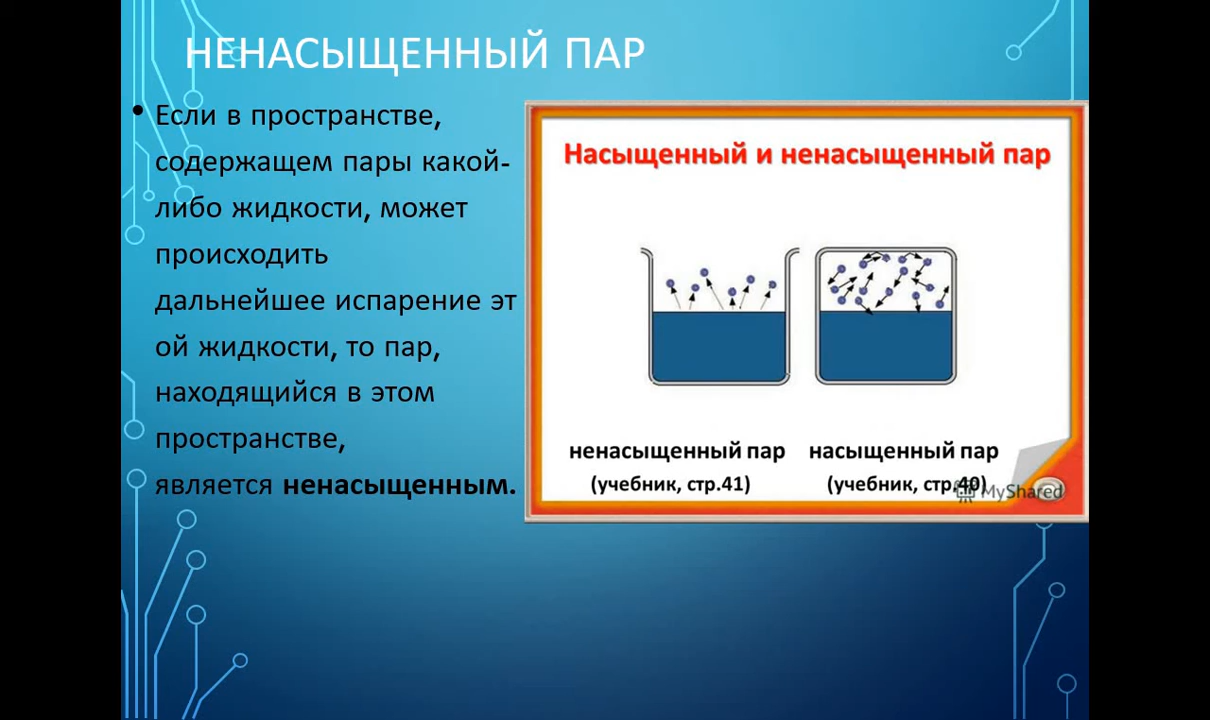 НЕНАСЫЩЕННЫЙ ПАР
• Если в пространстве,
содержащем пары какой-
либо жидкости, может
происходить
дальнейшее испарение эт
ой жидкости, то пар,
находящийся в этом
пространстве,
является ненасыщенным.
Насыщенный и ненасыщенный пар
ненасыщенный пар
(учебник, стр.41)
насыщенный пар
(учебник, стр.40)
MyShared